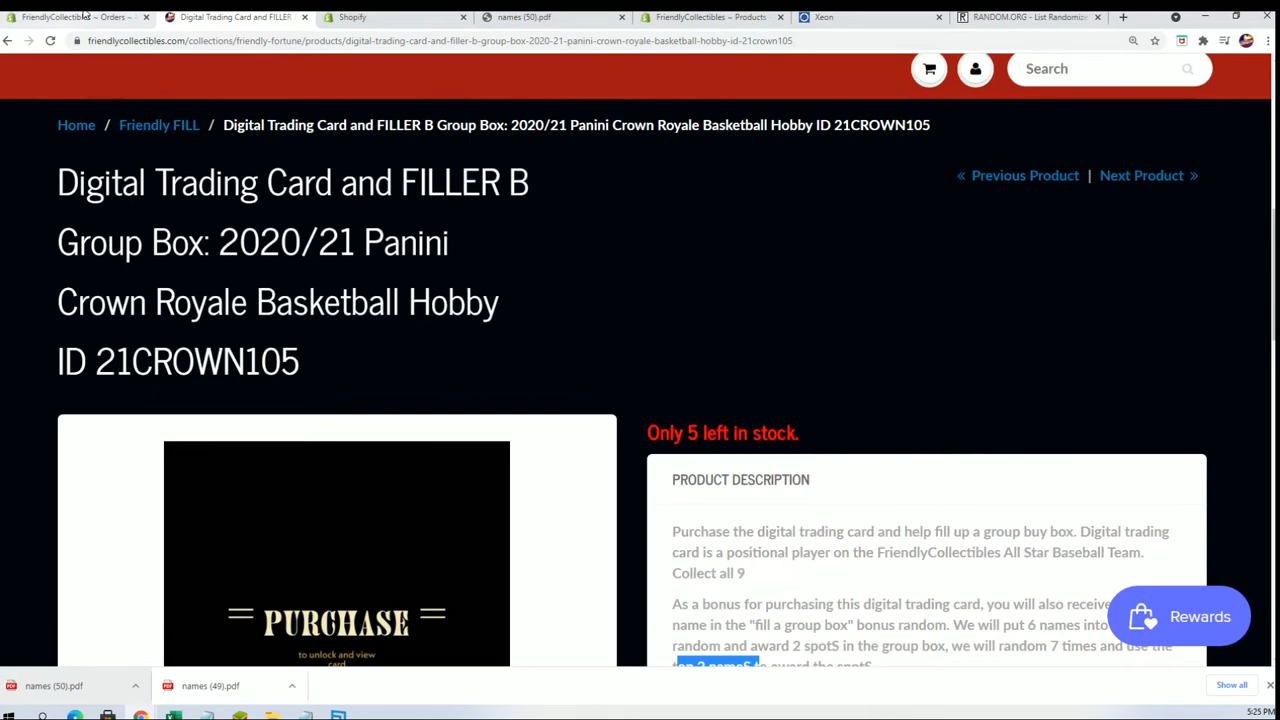 FriendlyCollectibles ~ Orders ~
Digital Trading Card and FILLER B
Shopify
names (50).pdf
FriendlyCollectibles ~ Products
Xeon
RANDOM.ORG - List Randomize
friendlycollectibles.com/collections/friendly-fortune/products/digital-trading-card-and-filler-b-group-box-2020-21-panini-crown-royale-basketball-hobby-id-21crown105
Search
Home / Friendly FILL / Digital Trading Card and FILLER B Group Box: 2020/21 Panini Crown Royale Basketball Hobby ID 21CROWN105
« Previous Product | Next Product »
Digital Trading Card and FILLER B
Group Box: 2020/21 Panini
Crown Royale Basketball Hobby
ID 21CROWN105
Only 5 left in stock.
PRODUCT DESCRIPTION
Purchase the digital trading card and help fill up a group buy box. Digital trading
card is a positional player on the FriendlyCollectibles All Star Baseball Team.
Collect all 9
As a bonus for purchasing this digital trading card, you will also receive
name in the "fill a group box" bonus random. We will put 6 names into
random and award 2 spotS in the group box, we will random 7 times and use the
top 2 nameS to award the spotS.
PURCHASE
to unlock and view
card
Rewards
names (50).pdf
names (49).pdf
Show all
5:25 PM